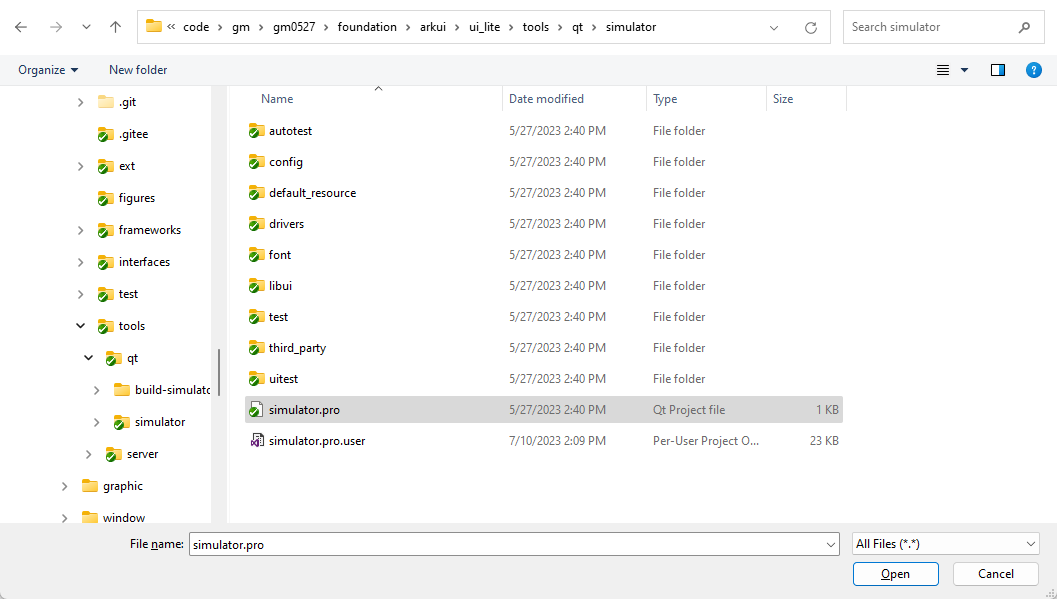 « code > gm > gm0527 > foundation > arkui > ui_lite > tools > qt > simulator
Search simulator
Organize
New folder
?
.git
.gitee
ext
figures
frameworks
interfaces
test
tools
qt
build-simulato
simulator
server
graphic
window
Name Date modified Type Size
autotest 5/27/2023 2:40 PM File folder
config 5/27/2023 2:40 PM File folder
default_resource 5/27/2023 2:40 PM File folder
drivers 5/27/2023 2:40 PM File folder
font 5/27/2023 2:40 PM File folder
libui 5/27/2023 2:40 PM File folder
test 5/27/2023 2:40 PM File folder
third_party 5/27/2023 2:40 PM File folder
uitest 5/27/2023 2:40 PM File folder
simulator.pro 5/27/2023 2:40 PM Qt Project file 1 KB
simulator.pro.user 7/10/2023 2:09 PM Per-User Project O... 23 KB
File name: simulator.pro
All Files (*.*)
Open
Cancel